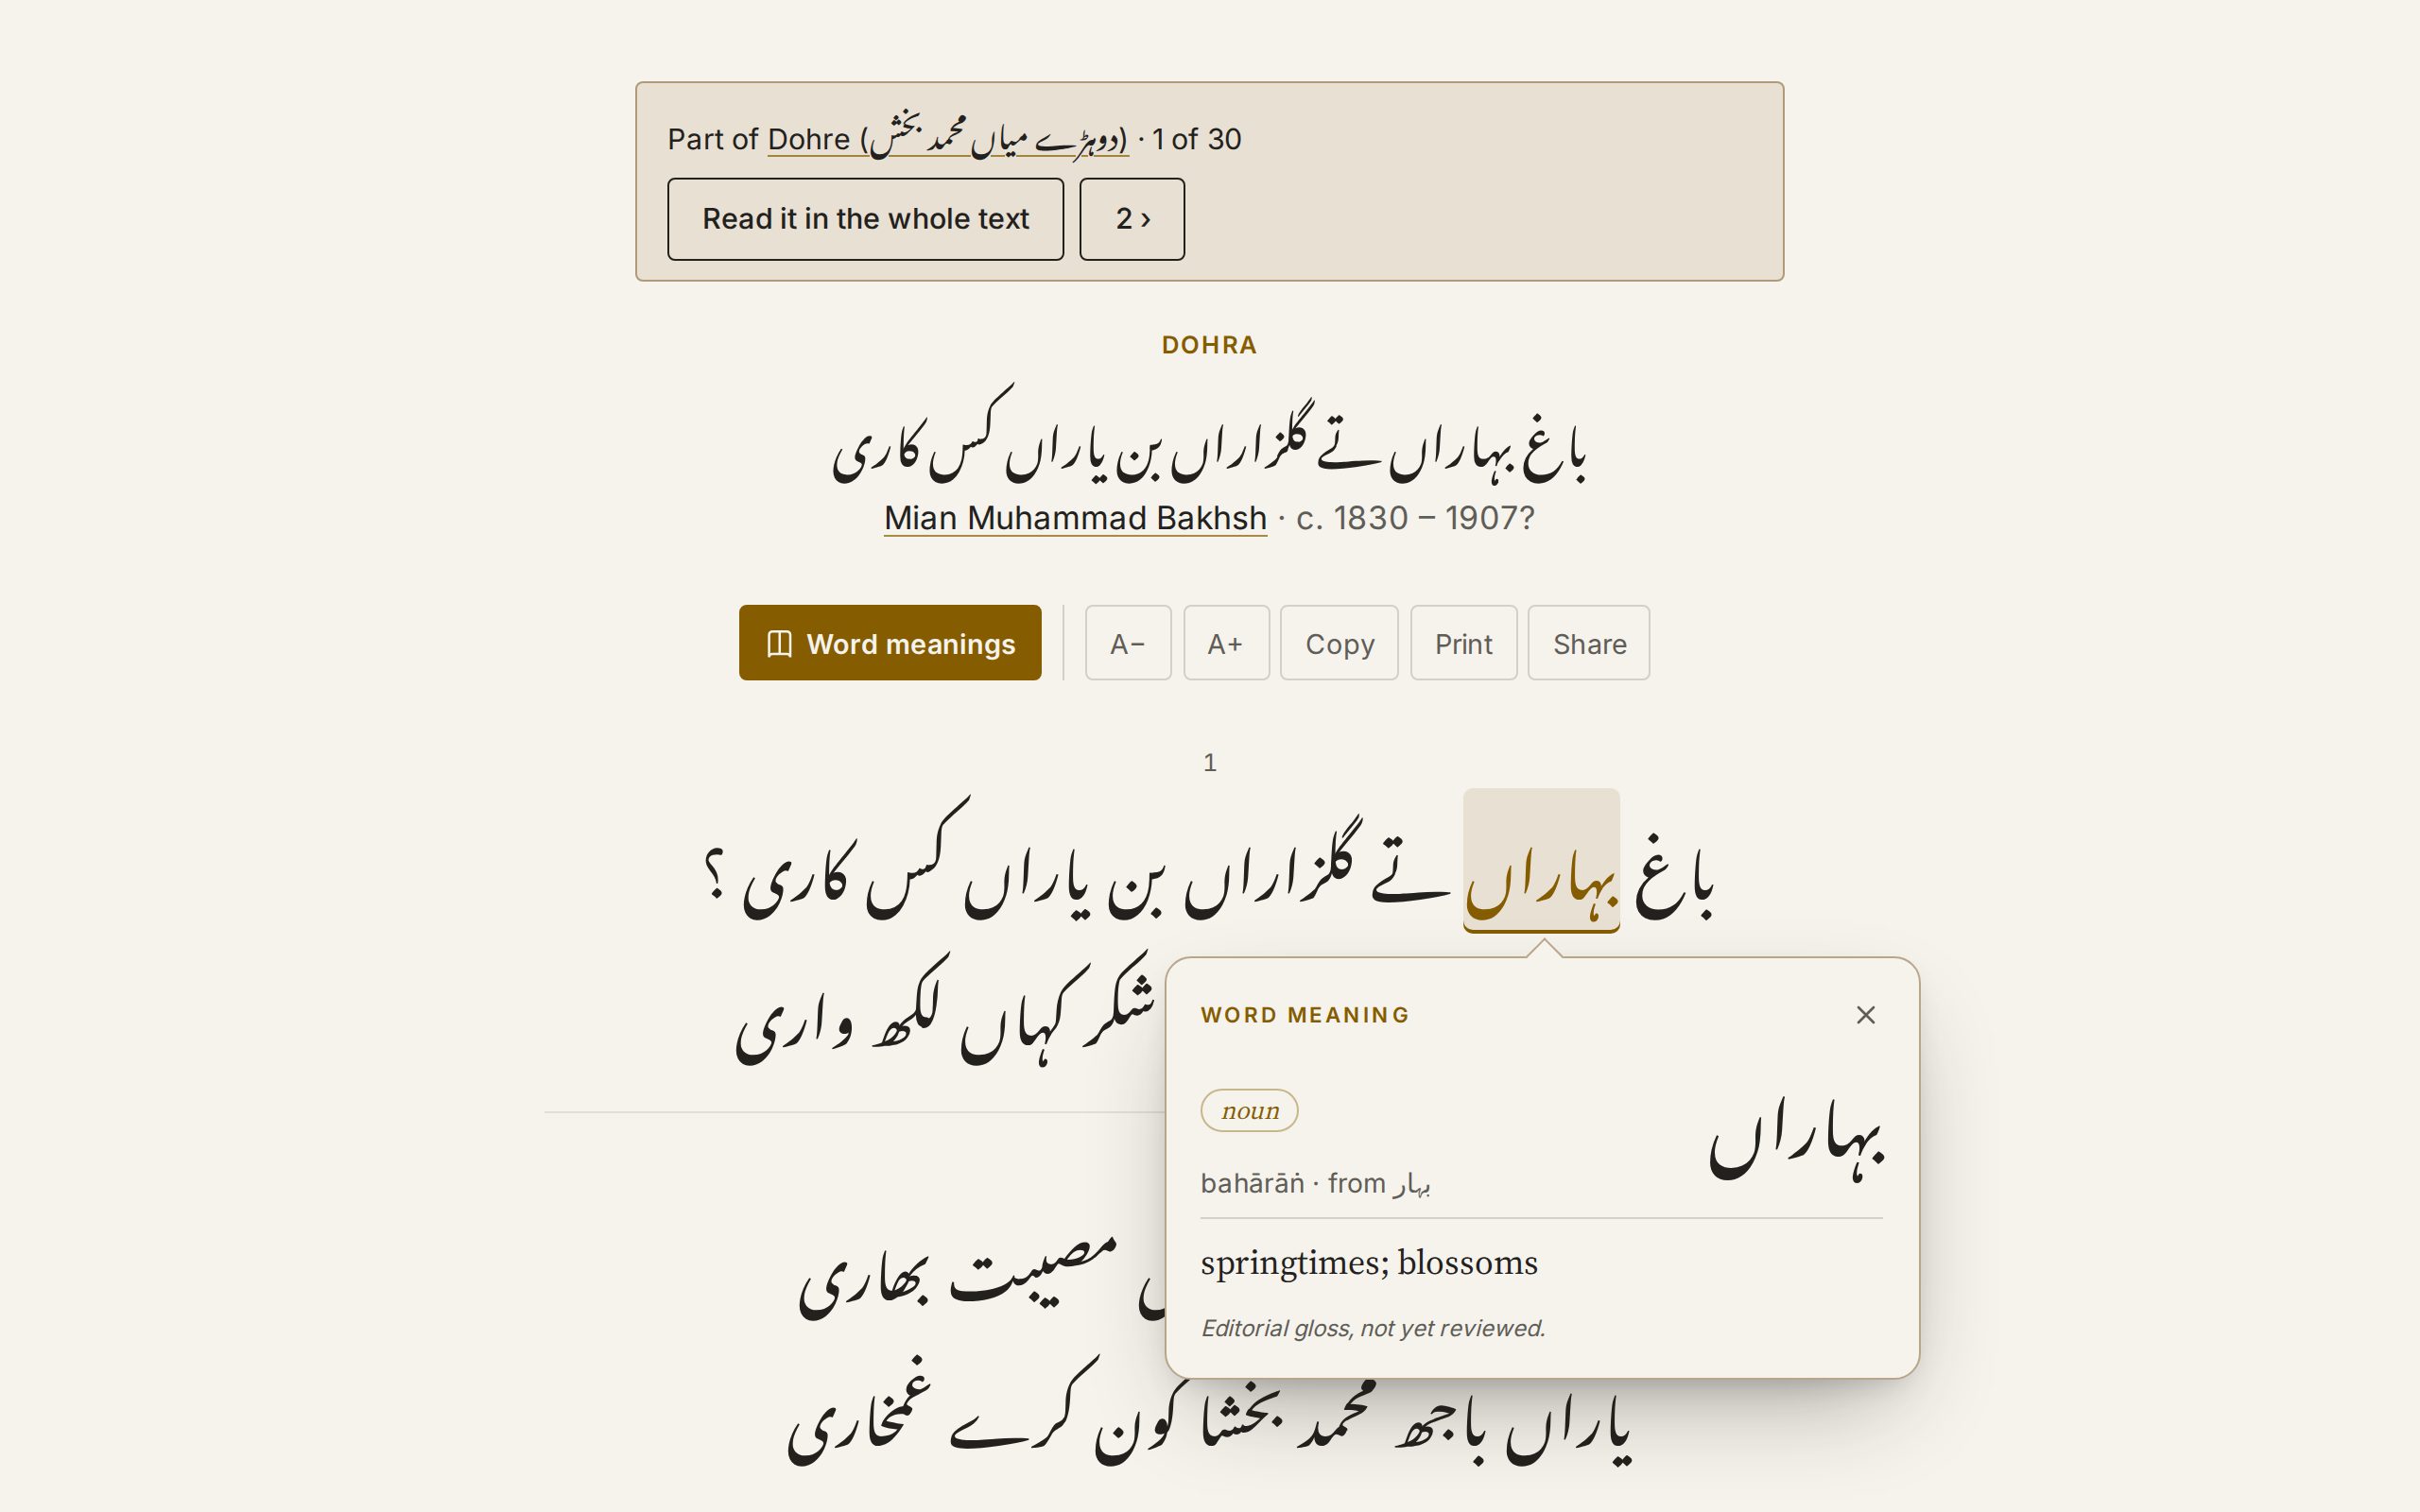 Part of Dohre (دوہڑے میاں محمد بخش) · 1 of 30
Read it in the whole text
2 ›
DOHRA
باغ بہاراں تے گلزاراں بن یاراں کس کاری
Mian Muhammad Bakhsh · c. 1830 – 1907?
Word meanings
A−
A+
Copy
Print
Share
1
باغ بہاراں تے گلزاراں بن یاراں کس کاری ؟
شکر کہاں لکھ واری
WORD MEANING
×
noun
بہاراں
bahārāṅ · from بہار
springtimes; blossoms
Editorial gloss, not yet reviewed.
مصیبت بھاری
یاراں باجھ محمد بخشا کون کرے غمخاری